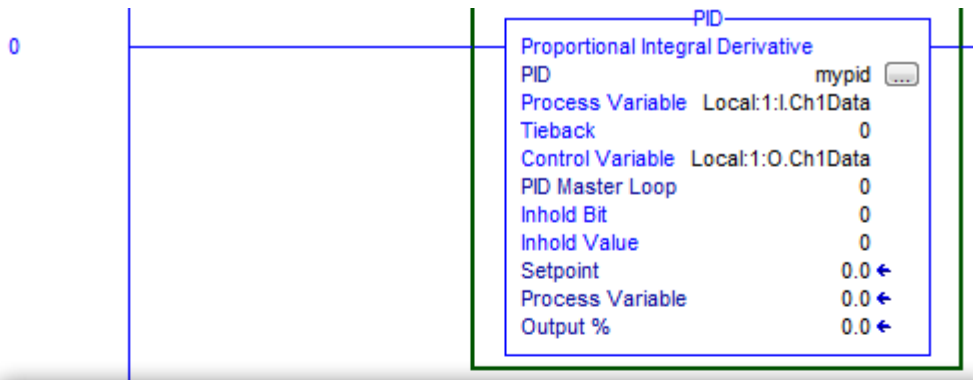 PID
0
Proportional Integral Derivative
PID mypid ...
Process Variable Local:1:I.Ch1Data
Tieback 0
Control Variable Local:1:O.Ch1Data
PID Master Loop 0
Inhold Bit 0
Inhold Value 0
Setpoint 0.0
Process Variable 0.0
Output % 0.0